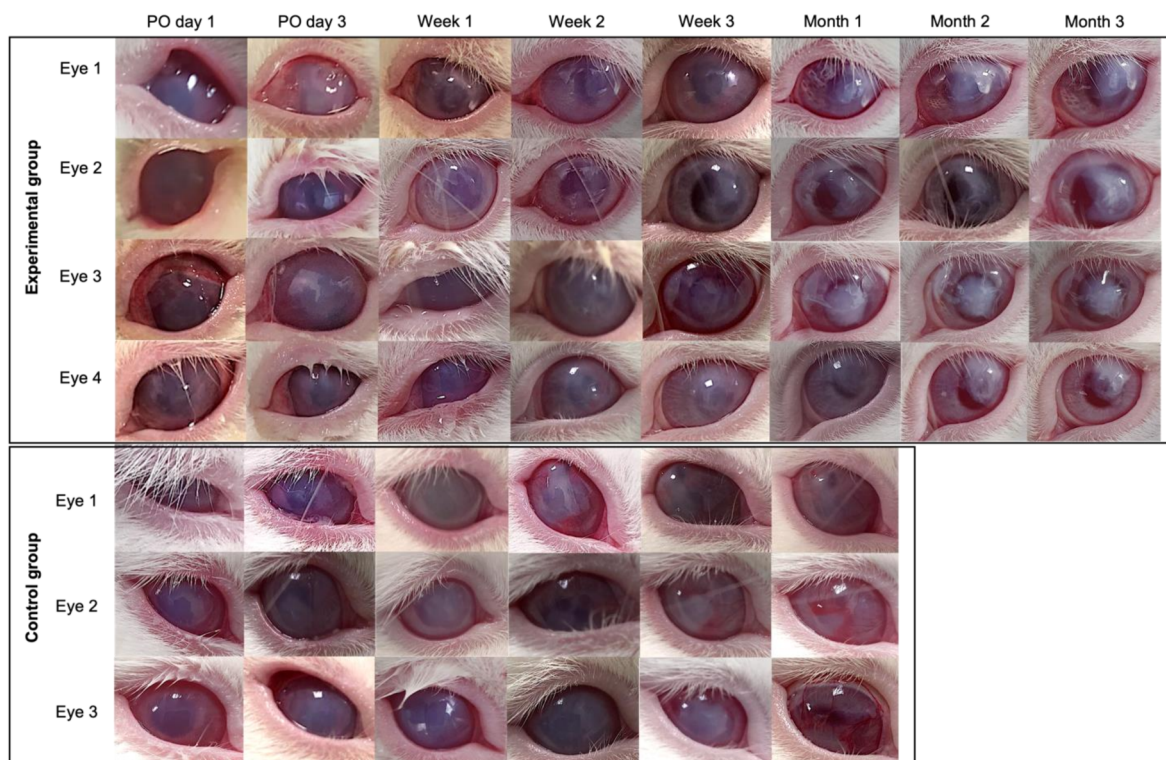 PO day 1 PO day 3 Week 1 Week 2 Week 3 Month 1 Month 2 Month 3
Experimental group
Eye 1
Eye 2
Eye 3
Eye 4
Control group
Eye 1
Eye 2
Eye 3